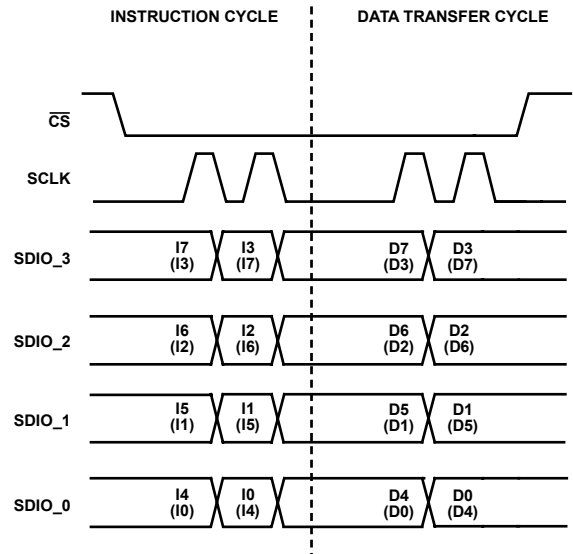 INSTRUCTION CYCLE DATA TRANSFER CYCLE
CS
SCLK
SDIO_3 I7 I3 D7 D3
(I3) (I7) (D3) (D7)
SDIO_2 I6 I2 D6 D2
(I2) (I6) (D2) (D6)
SDIO_1 I5 I1 D5 D1
(I1) (I5) (D1) (D5)
SDIO_0 I4 I0 D4 D0
(I0) (I4) (D0) (D4)